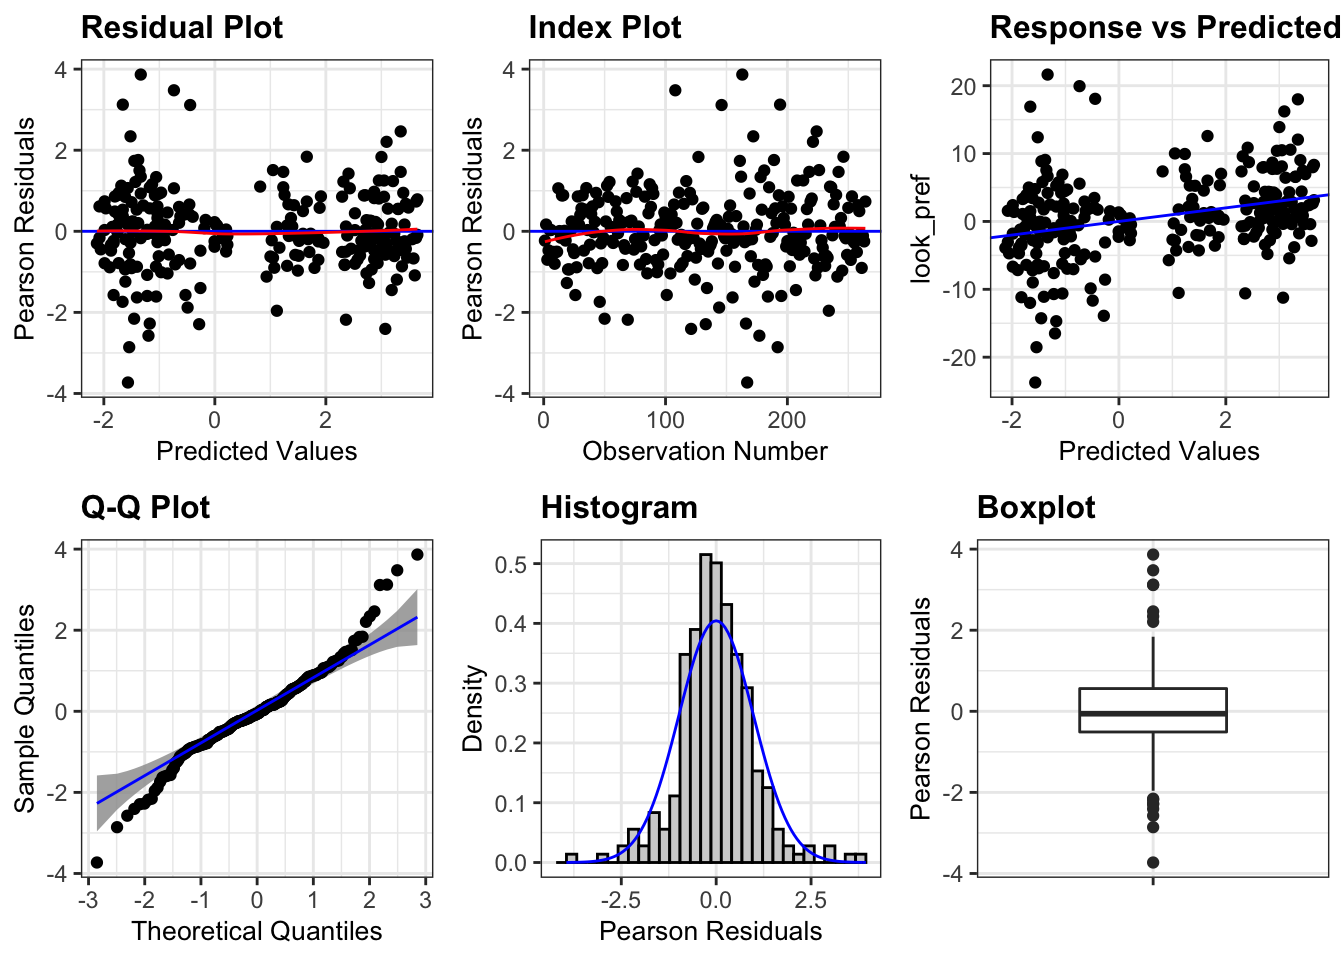 Residual Plot
Pearson Residuals
4
2
0
-2
-4
-2
0
2
Predicted Values
Index Plot
Pearson Residuals
4
2
0
-2
-4
0
100
200
Observation Number
Response vs Predicted
look_pref
20
10
0
-10
-20
-2
0
2
Predicted Values
Q-Q Plot
Sample Quantiles
4
2
0
-2
-4
-3
-2
-1
0
1
2
3
Theoretical Quantiles
Histogram
Density
0.5
0.4
0.3
0.2
0.1
0.0
-2.5
0.0
2.5
Pearson Residuals
Boxplot
Pearson Residuals
4
2
0
-2
-4